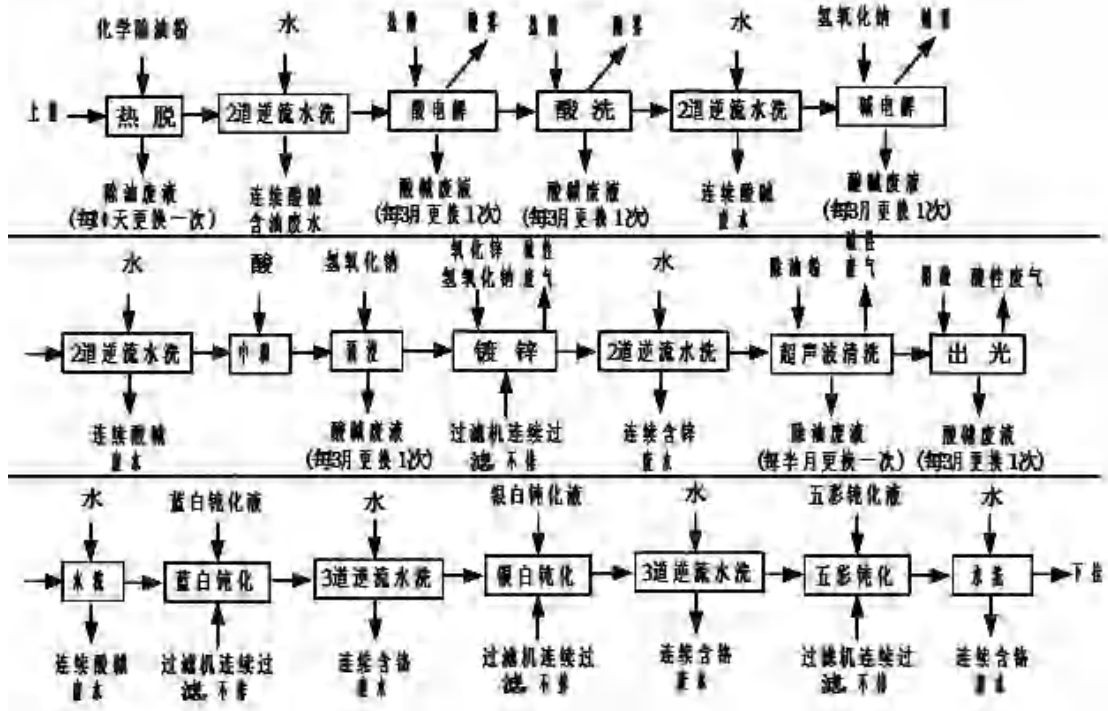 化学除油粉 水 盐酸 酸雾 盐酸 酸雾 水 氢氧化钠
上 热脱 2道逆流水洗 酸电解 酸洗 2道逆流水洗 碱电解
除油废液 连续酸碱 酸碱废液 酸碱废液 连续酸碱 酸碱废液
天更换一次) 含油废水 (每3月更换1次) (每3月更换1次) 废水 (每3月更换1次)
水 酸 氢氧化钠 氧化锌 水 除油粉 酸性废气
氢氧化钠 废气 废气
2道逆流水洗 镀锌 2道逆流水洗 超声波清洗 出光
连续酸碱 酸碱废液 过滤机连续过 连续含锌 除油废液 酸碱废液
废水 (每3月更换1次) 滤,不排 废水 (每半月更换一次) (每3月更换1次)
水 蓝白钝化液 水 银白钝化液 水 五彩钝化液 水
水洗 蓝白钝化 3道逆流水洗 银白钝化 3道逆流水洗 五彩钝化 水洗 下挂
连续酸碱 过滤机连续过 连续含铬 过滤机连续过 连续含铬 过滤机连续过 连续含铬
废水 滤,不排 废水 滤,不排 废水 滤,不排 废水